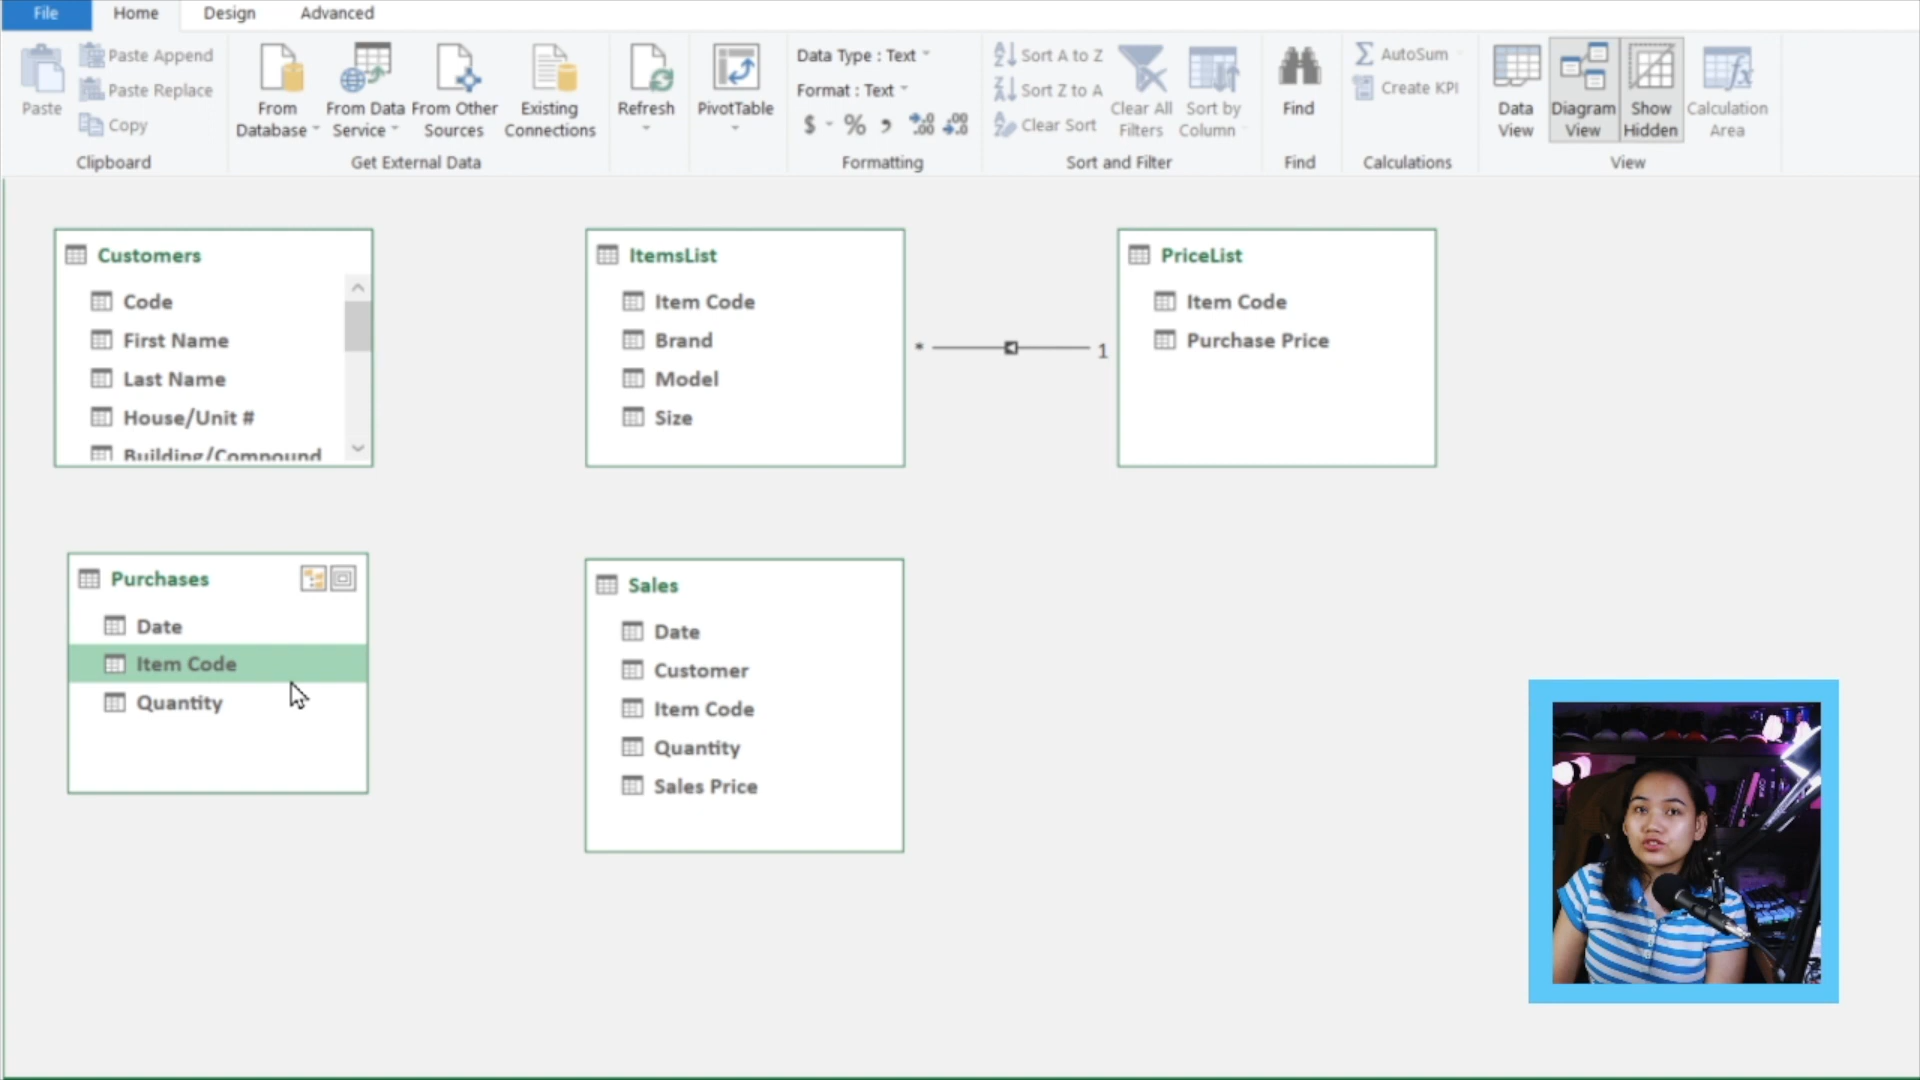 File Home Design Advanced
Paste
Paste Append
Paste Replace
Copy
Clipboard
From Database
From Data Service
From Other Sources
Existing Connections
Get External Data
Refresh
PivotTable
Data Type : Text
Format : Text
$ % , .0 .00 .00 .0
Formatting
Sort A to Z
Sort Z to A
Clear Sort
Clear All Filters
Sort by Column
Sort and Filter
Find
Find
AutoSum
Create KPI
Calculations
Data View
Diagram View
Show Hidden
Calculation Area
View
Customers
Code
First Name
Last Name
House/Unit #
Building/Compound
ItemsList
Item Code
Brand
Model
Size
* 1
PriceList
Item Code
Purchase Price
Purchases
Date
Item Code
Quantity
Sales
Date
Customer
Item Code
Quantity
Sales Price